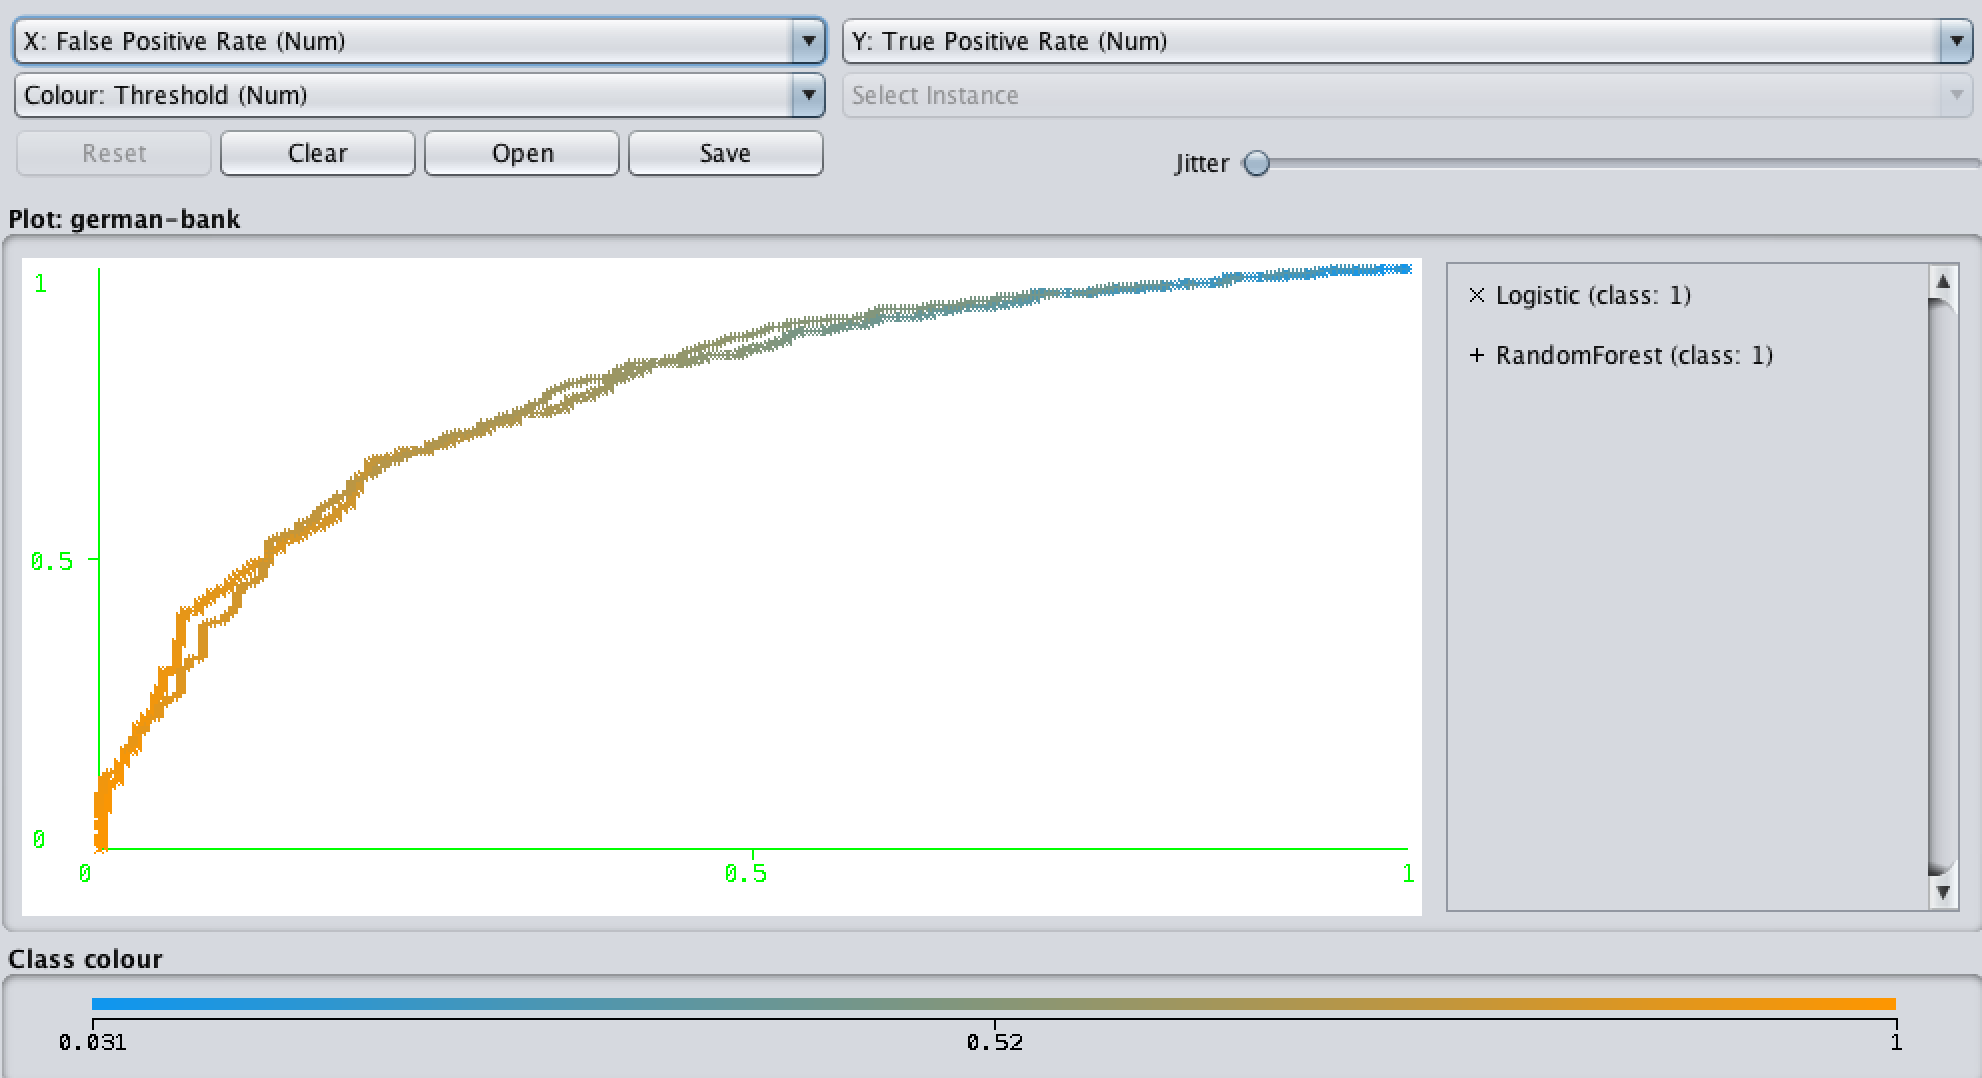 X: False Positive Rate (Num)
Y: True Positive Rate (Num)
Colour: Threshold (Num)
Select Instance
Reset
Clear
Open
Save
Jitter
Plot: german-bank
1
0.5
0
0
0.5
1
Logistic (class: 1)
RandomForest (class: 1)
Class colour
0.031
0.52
1